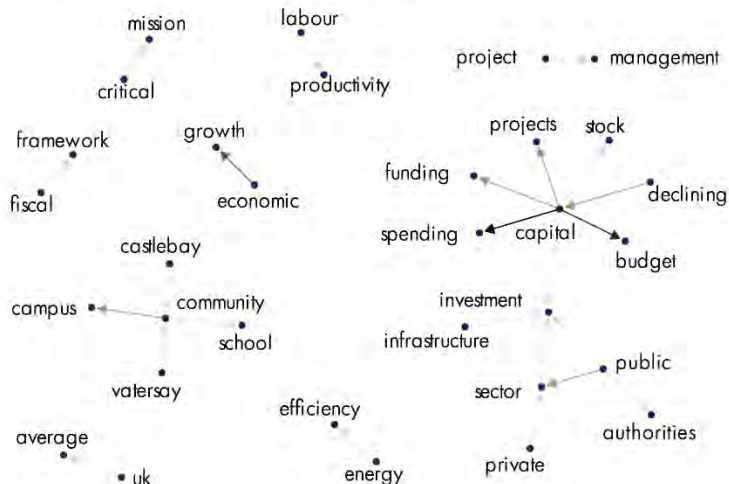 mission
labour
project
management
critical
productivity
projects
stock
growth
framework
funding
declining
economic
fiscal
spending
capital
budget
castlebay
campus
community
investment
school
infrastructure
public
vatersay
sector
efficiency
authorities
average
private
energy
uk